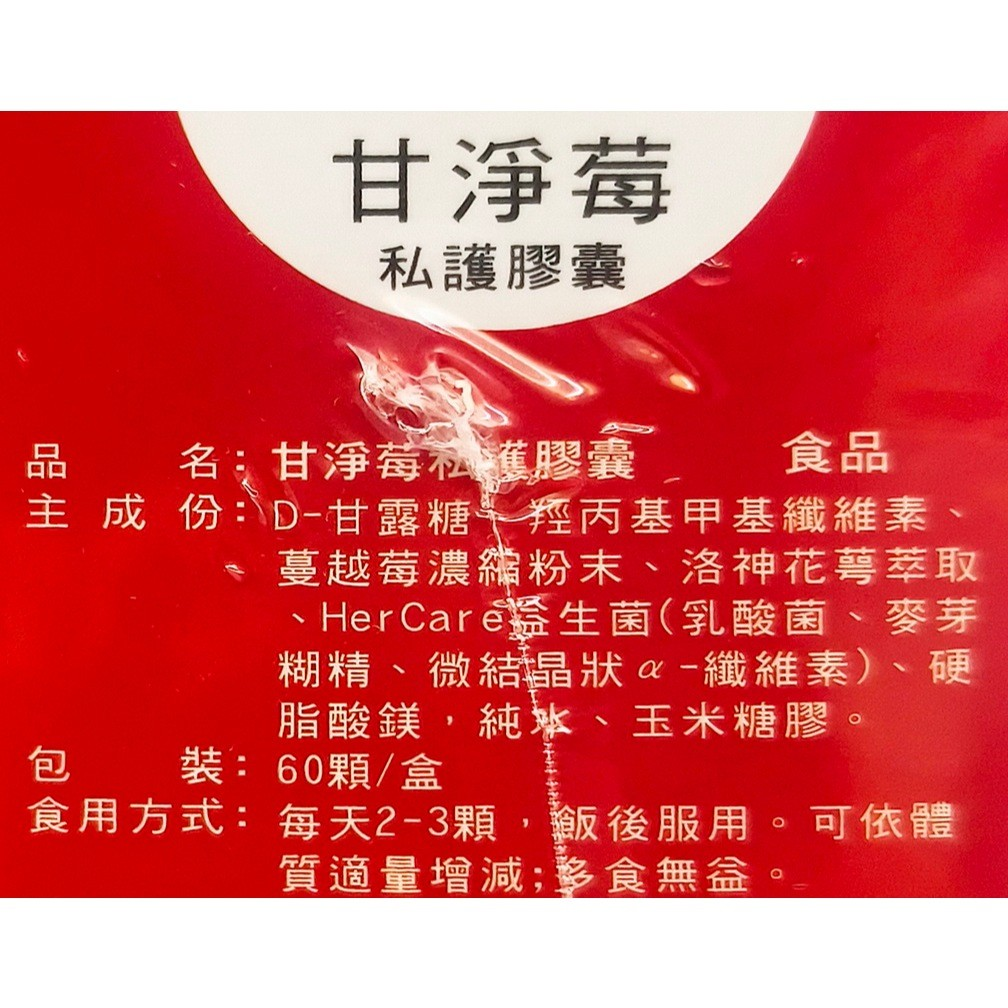 甘淨莓
私護膠囊
品 名：甘淨莓私護膠囊 食品
主成份：D-甘露糖、羥丙基甲基纖維素、
蔓越莓濃縮粉末、洛神花萼萃取
、HerCare益生菌(乳酸菌、麥芽
糊精、微結晶狀α-纖維素)、硬
脂酸鎂，純水、玉米糖膠。
包 裝：60顆/盒
食用方式：每天2-3顆，飯後服用。可依體
質適量增減;多食無益。